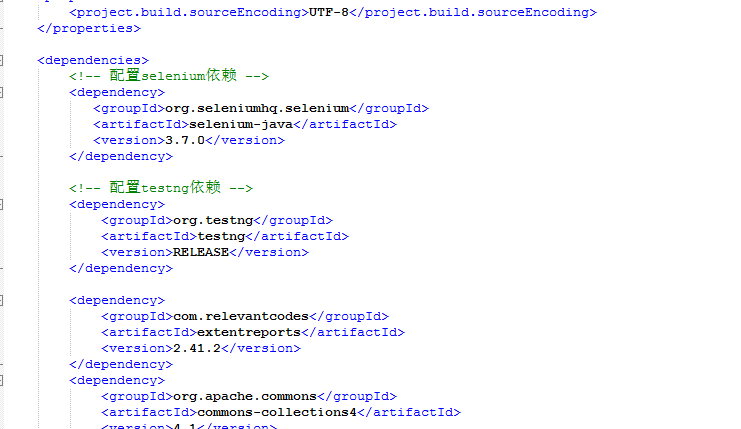 <project.build.sourceEncoding>UTF-8</project.build.sourceEncoding>
</properties>
<dependencies>
<!-- 配置selenium依赖 -->
<dependency>
<groupId>org.seleniumhq.selenium</groupId>
<artifactId>selenium-java</artifactId>
<version>3.7.0</version>
</dependency>
<!-- 配置testng依赖 -->
<dependency>
<groupId>org.testng</groupId>
<artifactId>testng</artifactId>
<version>RELEASE</version>
</dependency>
<dependency>
<groupId>com.relevantcodes</groupId>
<artifactId>extentreports</artifactId>
<version>2.41.2</version>
</dependency>
<dependency>
<groupId>org.apache.commons</groupId>
<artifactId>commons-collections4</artifactId>
<version>4.1</version>